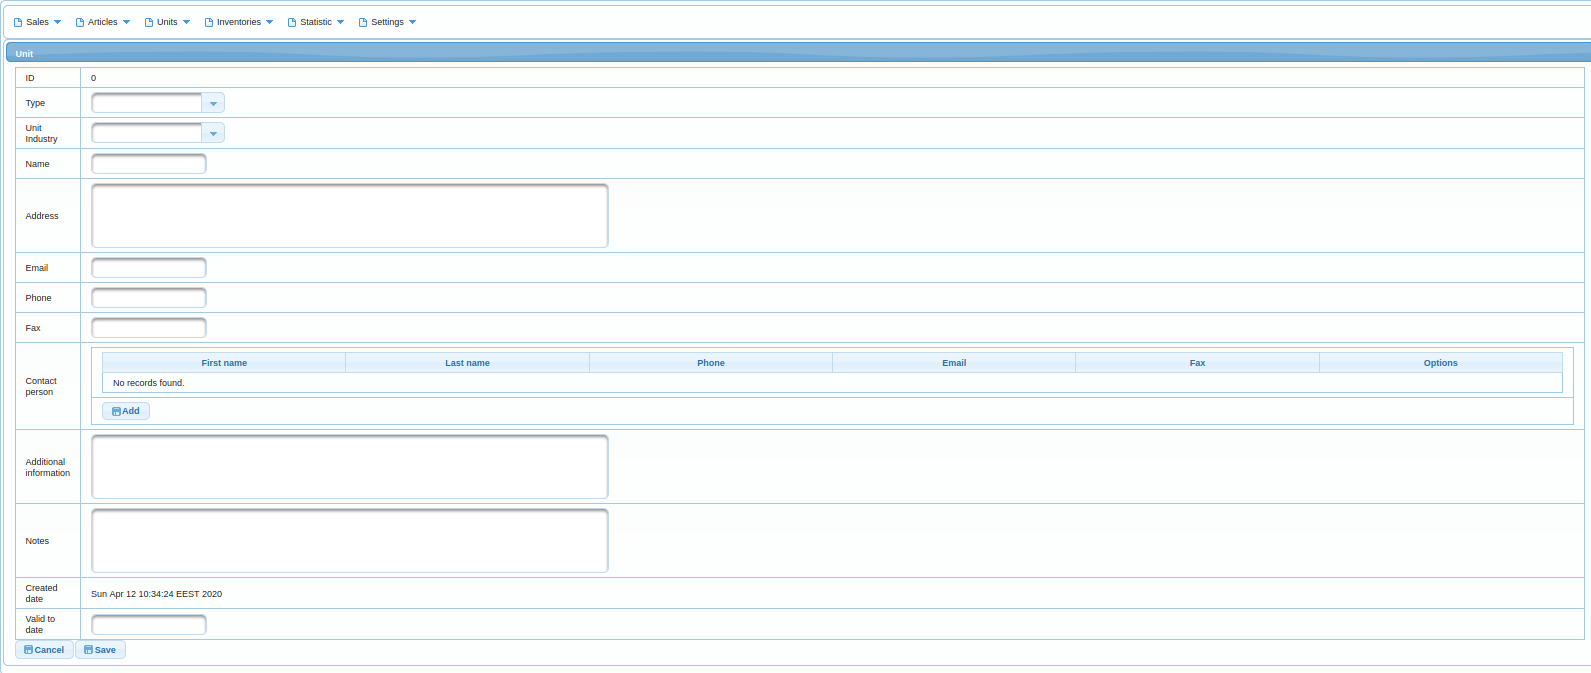 Sales Articles Units Inventories Statistic Settings
Unit
ID 0
Type
Unit
Industry
Name
Address
Email
Phone
Fax
Contact
person
First name Last name Phone Email Fax Options
No records found.
Add
Additional
information
Notes
Created
date
Sun Apr 12 10:34:24 EEST 2020
Valid to
date
Cancel Save